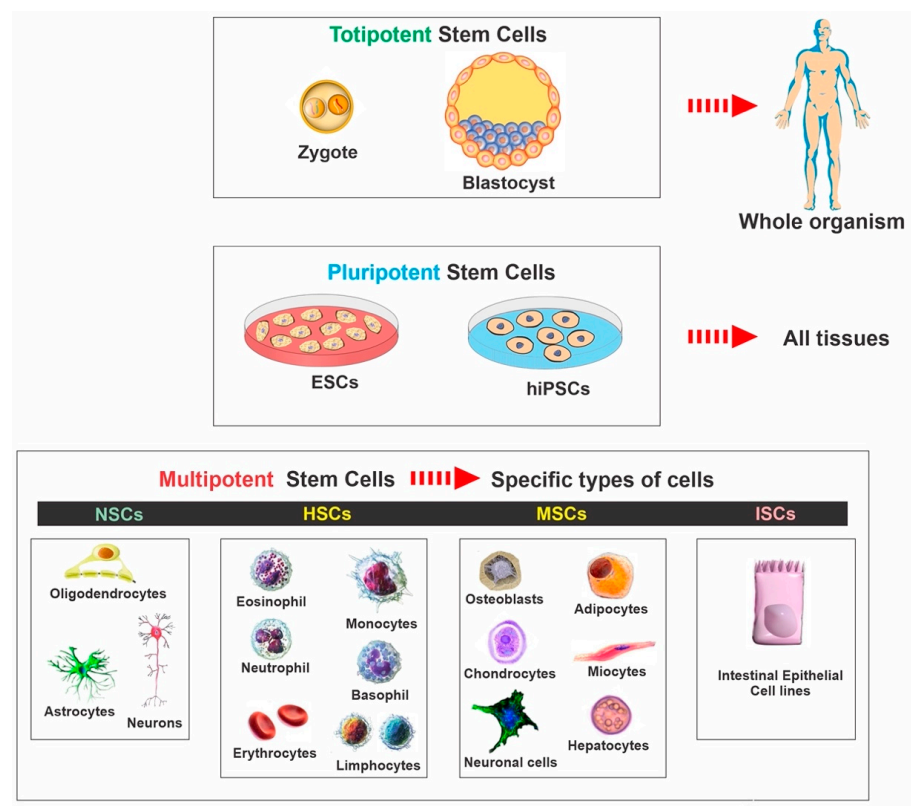 Totipotent Stem Cells
Zygote
Blastocyst
Whole organism
Pluripotent Stem Cells
ESCs
hiPSCs
All tissues
Multipotent Stem Cells
Specific types of cells
NSCs
HSCs
MSCs
ISCs
Oligodendrocytes
Astrocytes
Neurons
Eosinophil
Monocytes
Neutrophil
Basophil
Erythrocytes
Limphocytes
Osteoblasts
Adipocytes
Chondrocytes
Miocytes
Neuronal cells
Hepatocytes
Intestinal Epithelial
Cell lines